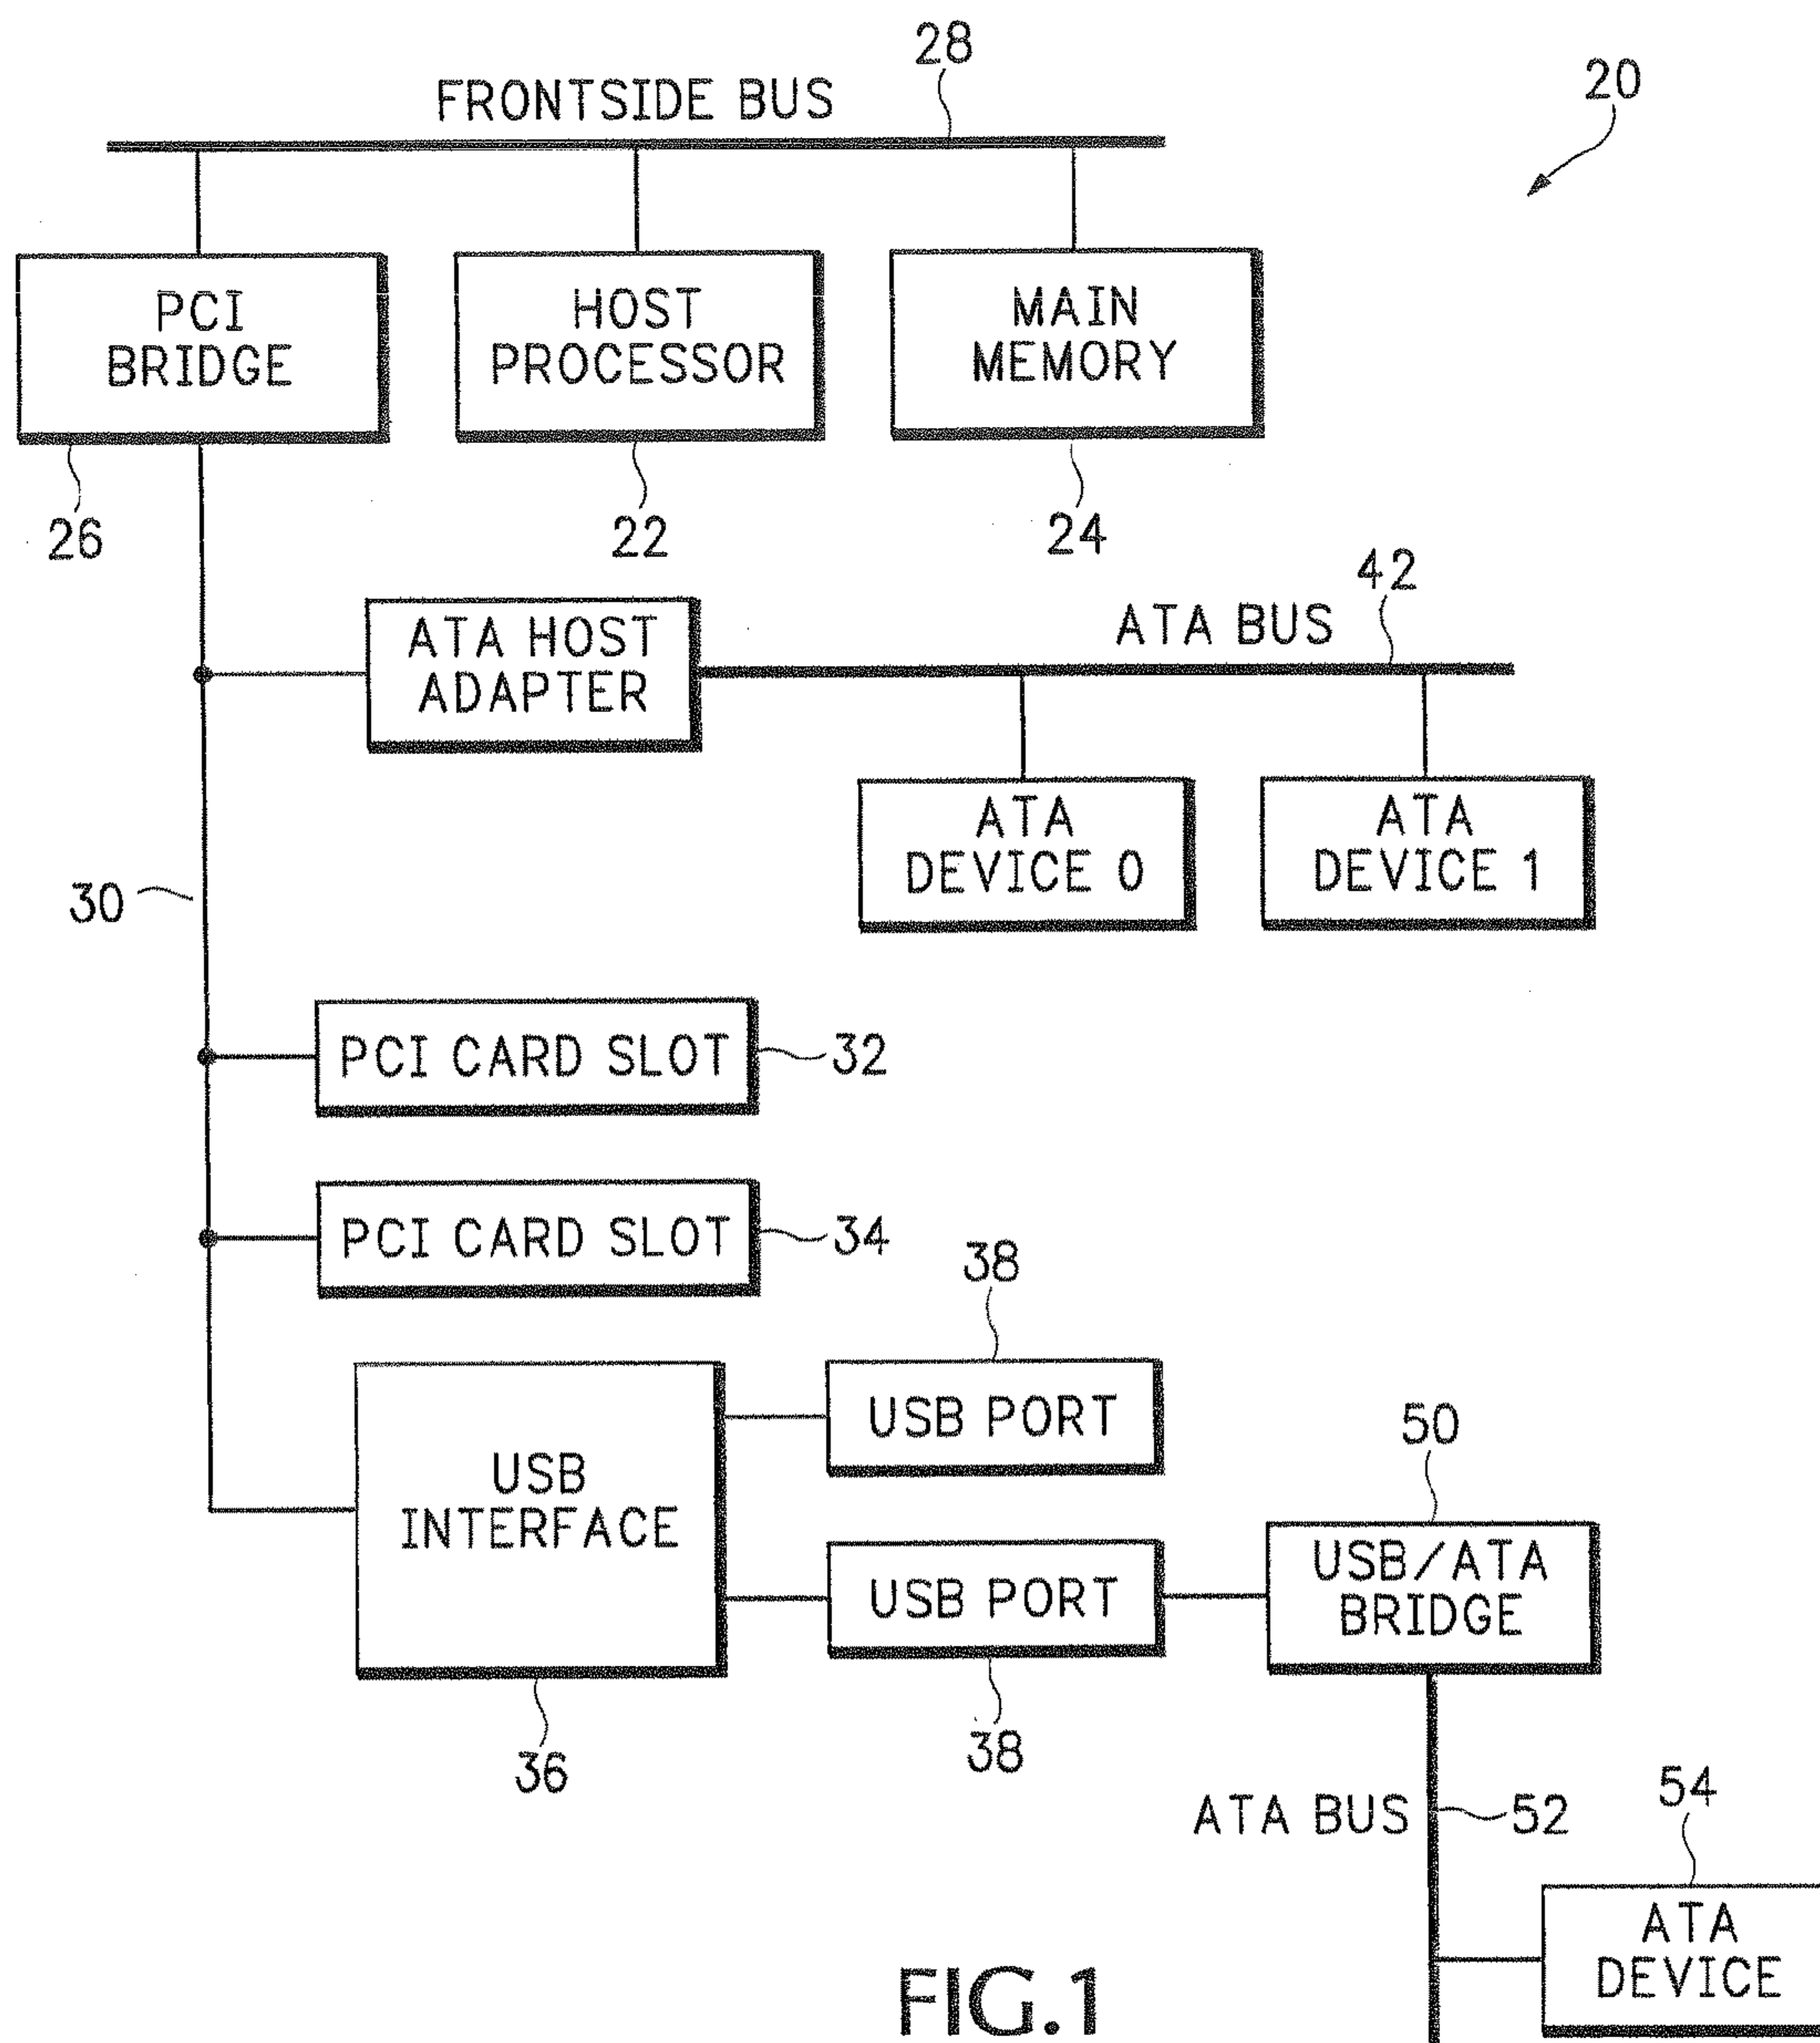 28
FRONTSIDE BUS
20
PCI
BRIDGE
HOST
PROCESSOR
MAIN
MEMORY
26
22
24
42
ATA BUS
ATA HOST
ADAPTER
ATA
DEVICE 0
ATA
DEVICE 1
30
PCI CARD SLOT
32
PCI CARD SLOT
34
38
USB PORT
50
USB
INTERFACE
USB PORT
USB/ATA
BRIDGE
36
38
ATA BUS
52
54
ATA
DEVICE
FIG.1